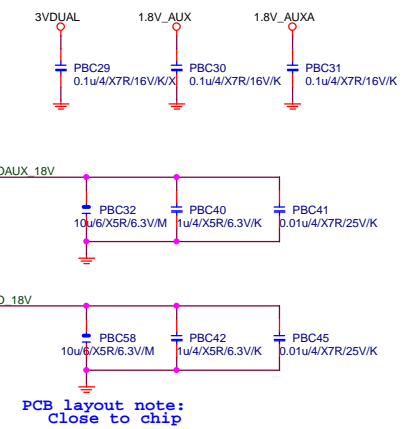 3VDUAL 1.8V_AUX 1.8V_AUXA
PBC29 PBC30 PBC31
0.1u/4/X7R/16V/K/X 0.1u/4/X7R/16V/K 0.1u/4/X7R/16V/K
DAUX_18V
PBC32 PBC40 PBC41
10u/6/X5R/6.3V/M 1u/4/X5R/6.3V/K 0.01u/4/X7R/25V/K
D_18V
PBC58 PBC42 PBC45
10u/6/X5R/6.3V/M 1u/4/X5R/6.3V/K 0.01u/4/X7R/25V/K
PCB layout note:
Close to chip